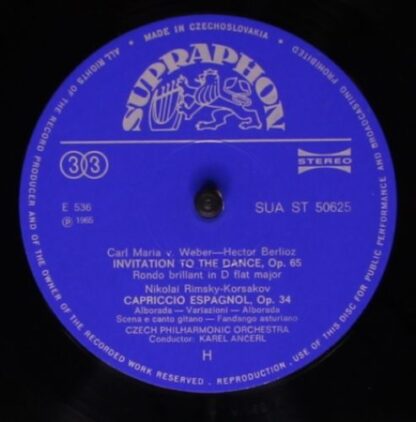 MADE IN CZECHOSLOVAKIA • ALL RIGHTS OF THE RECORD PRODUCER AND OF THE OWNER OF THE RECORDED WORK RESERVED . REPRODUCTION . USE OF THIS DISC FOR PUBLIC PERFORMANCE AND BROADCASTING PROHIBITED •
SUPRAPHON
33
STEREO
E 536
℗ 1965
SUA ST 50625
Carl Maria v. Weber—Hector Berlioz
INVITATION TO THE DANCE, Op. 65
Rondo brillant in D flat major
Nikolai Rimsky-Korsakov
CAPRICCIO ESPAGNOL, Op. 34
Alborada — Variazioni — Alborada
Scena e canto gitano — Fandango asturiano
CZECH PHILHARMONIC ORCHESTRA
Conductor: KAREL ANČERL
H